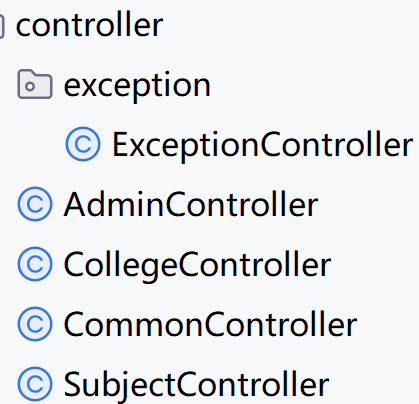 controller
exception
ExceptionController
AdminController
CollegeController
CommonController
SubjectController